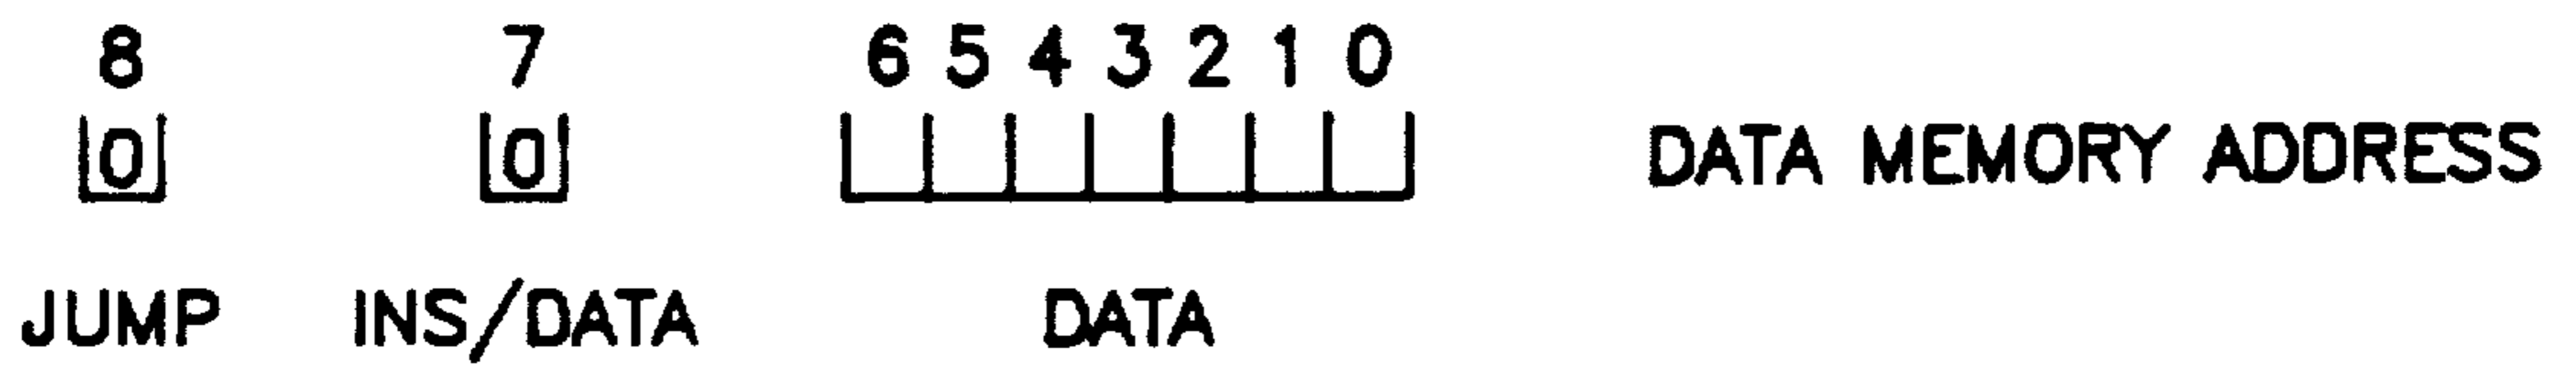 8 7 6 5 4 3 2 1 0
0 0 DATA MEMORY ADDRESS
JUMP INS/DATA DATA